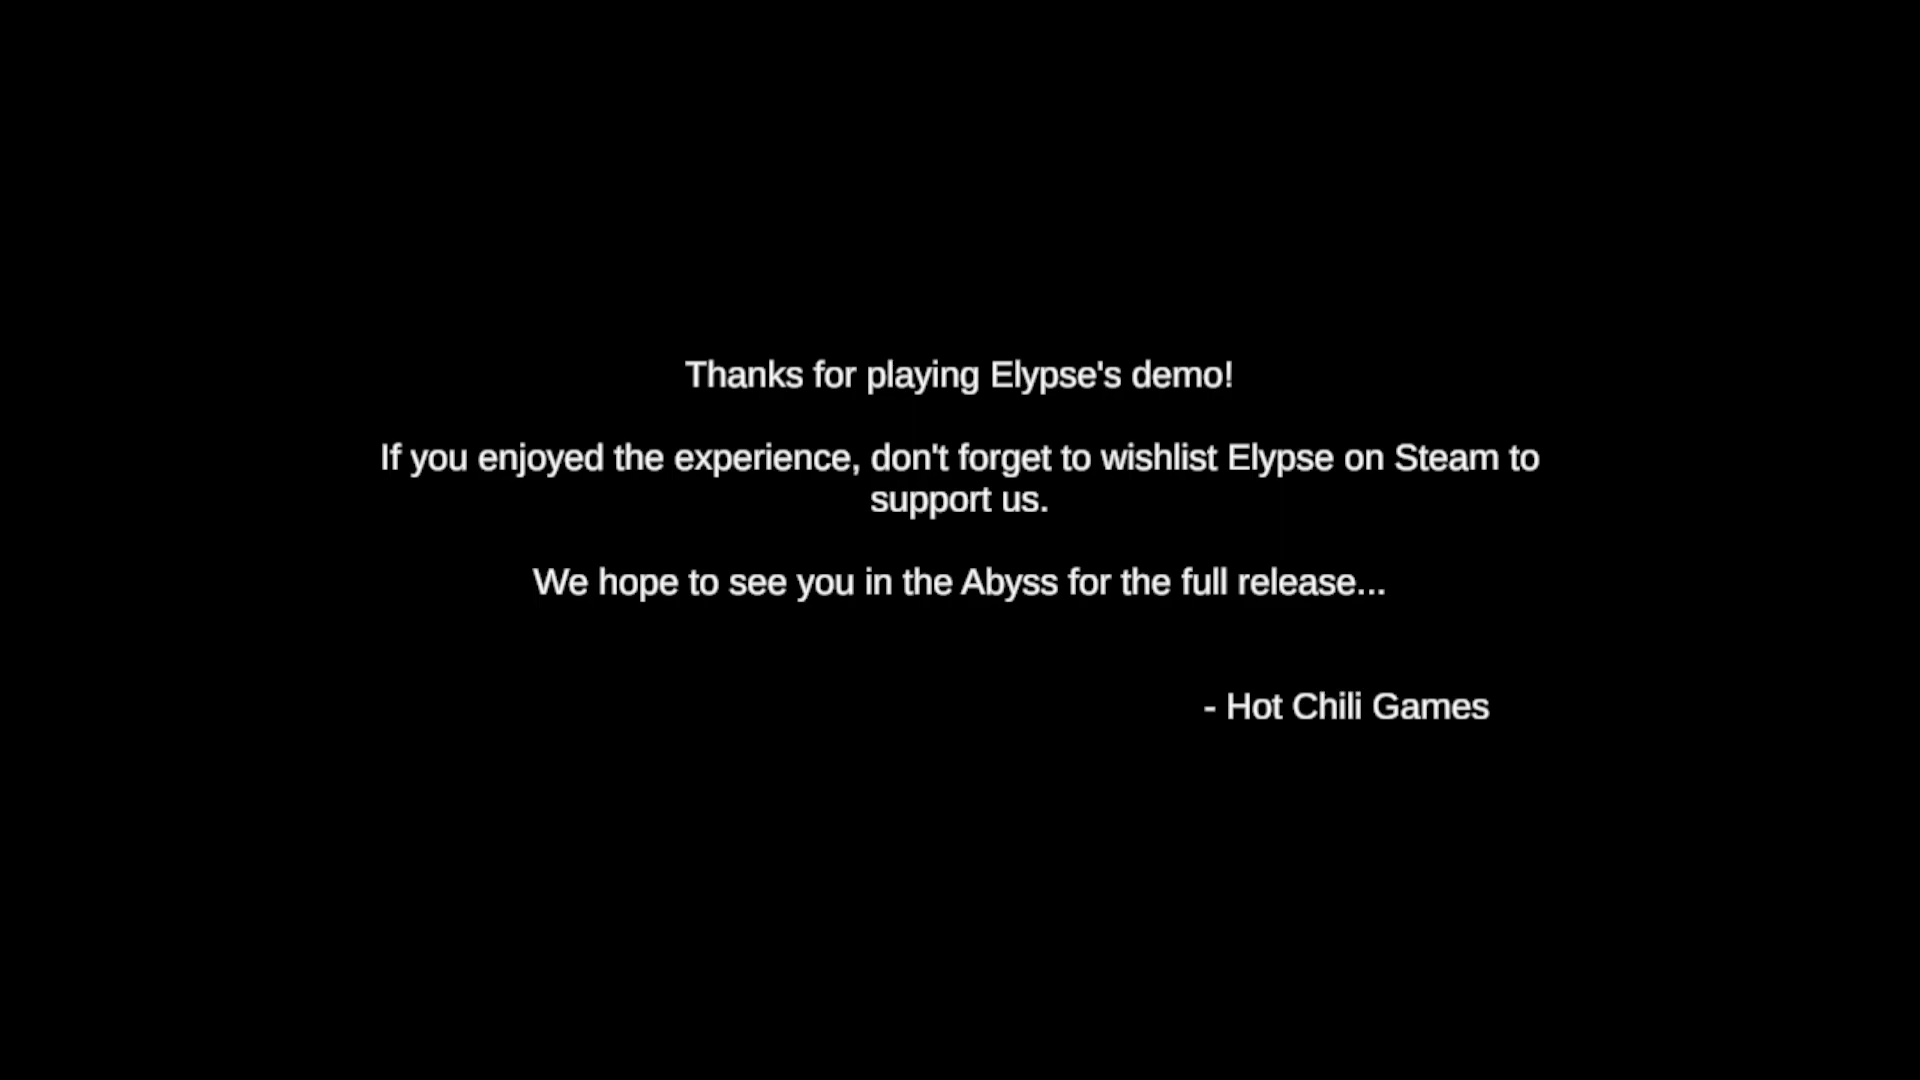 Thanks for playing Elypse's demo!
If you enjoyed the experience, don't forget to wishlist Elypse on Steam to
support us.
We hope to see you in the Abyss for the full release...
- Hot Chili Games